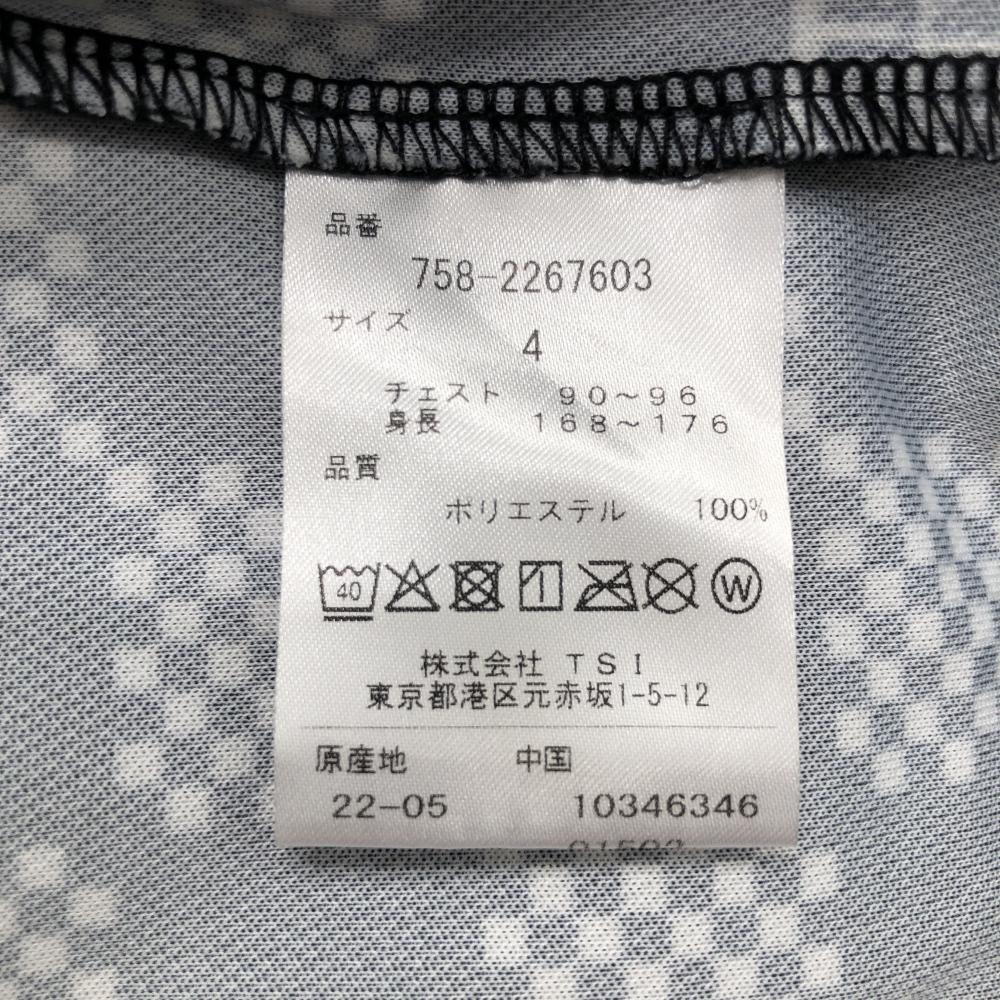 品番
758-2267603
サイズ
4
チェスト 90～96
身長 168～176
品質
ポリエステル 100%
40 W
株式会社 TSI
東京都港区元赤坂1-5-12
原産地 中国
22-05 10346346